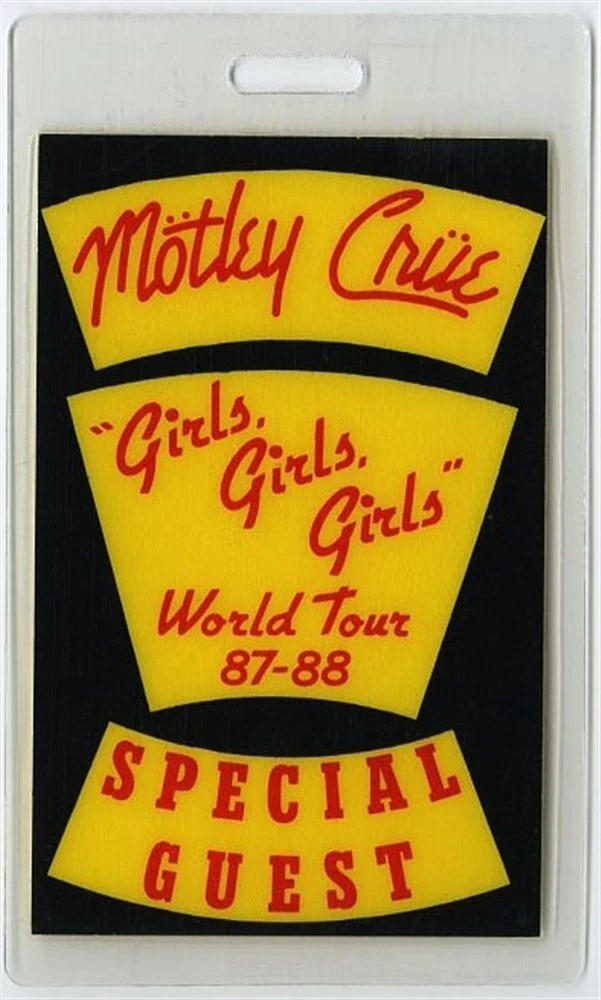 Mötley Crüe
"Girls,
Girls,
Girls"
World Tour
87-88
SPECIAL
GUEST